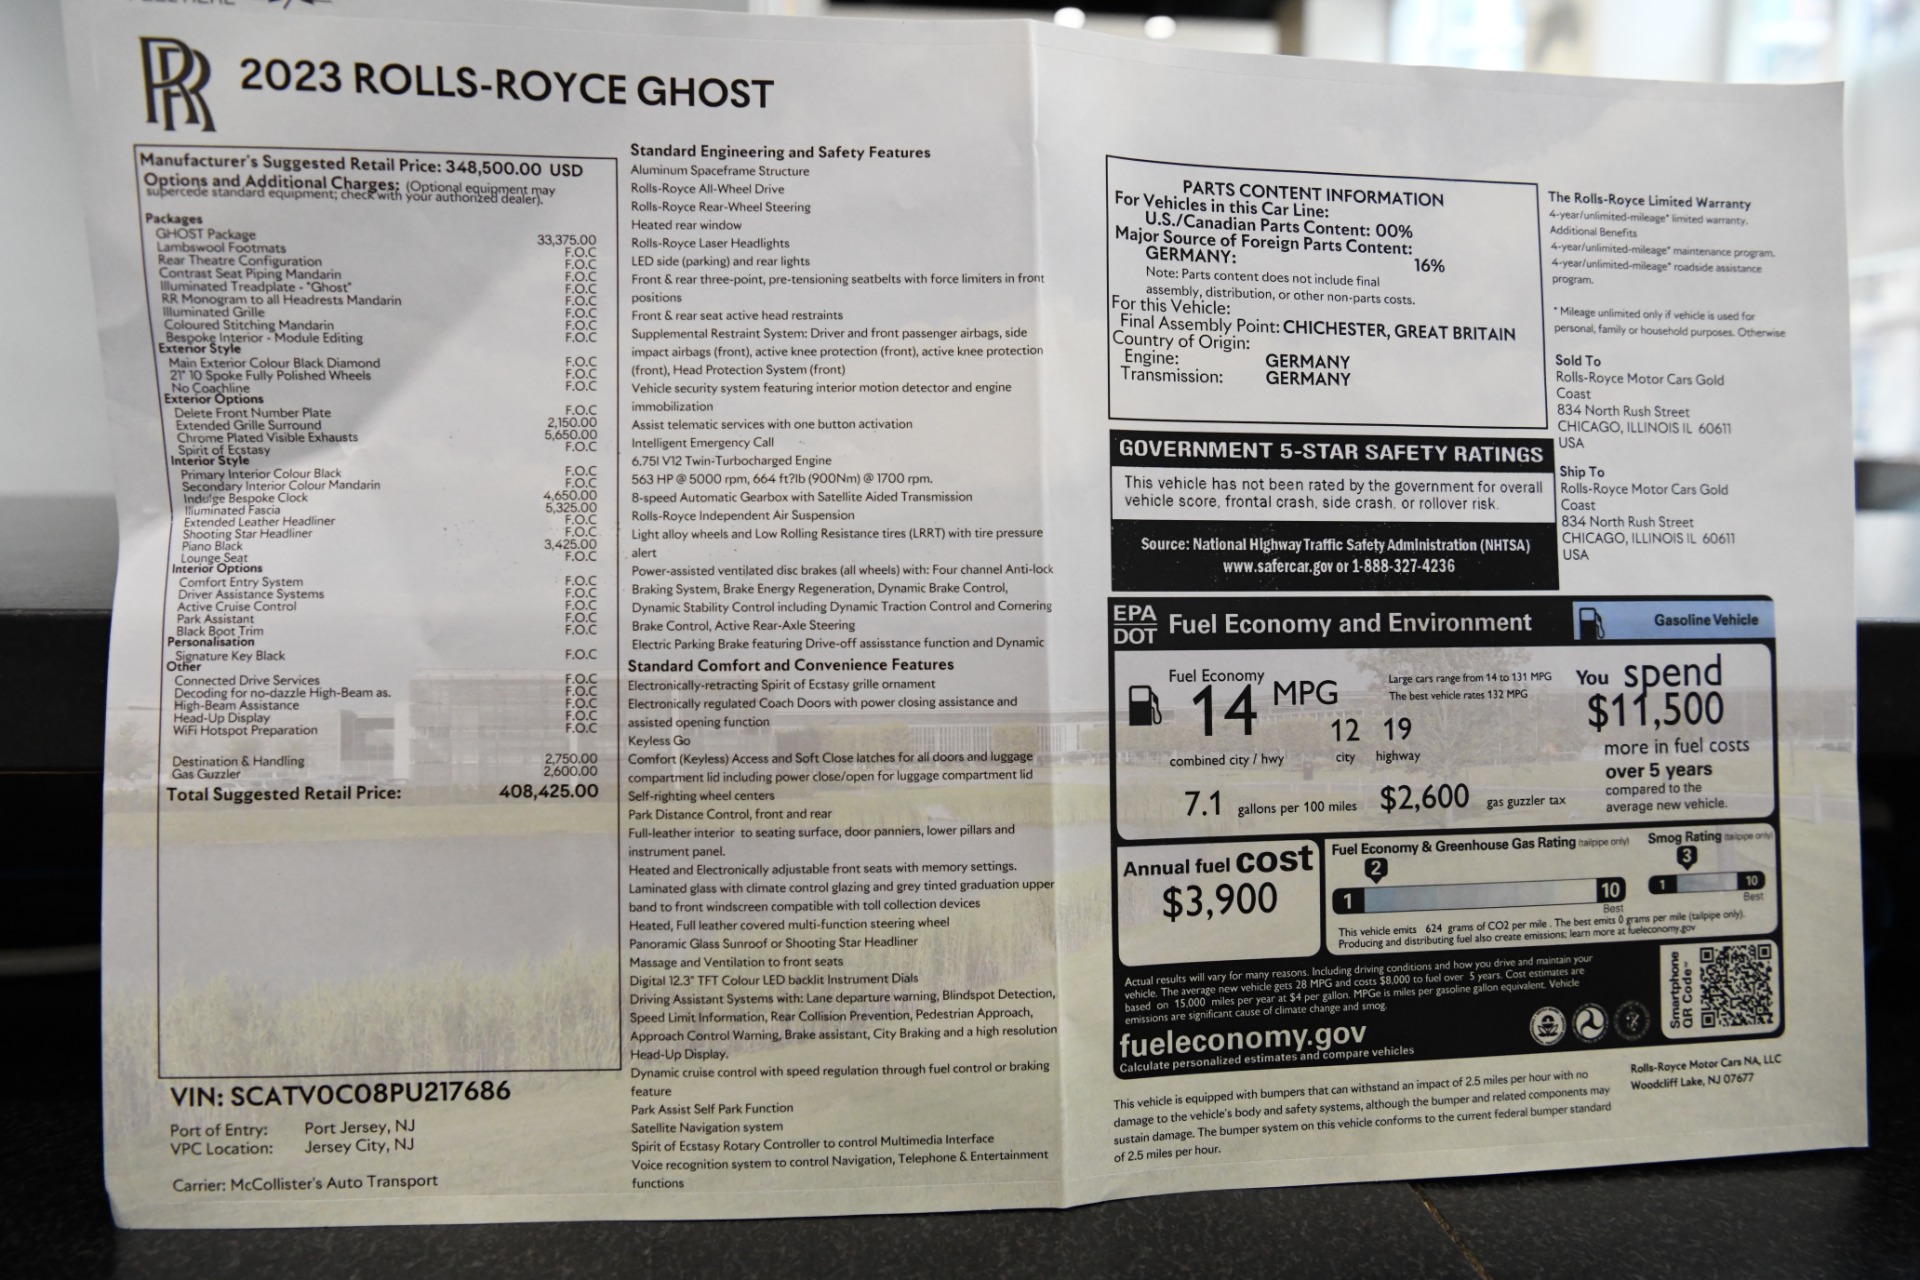 RR
2023 ROLLS-ROYCE GHOST
Manufacturer's Suggested Retail Price: 348,500.00 USD
Options and Additional Charges: (Optional equipment may
supercede standard equipment; check with your authorized dealer).
Packages
GHOST Package 33,375.00
Lambswool Footmats F.O.C
Rear Theatre Configuration F.O.C
Contrast Seat Piping Mandarin F.O.C
Illuminated Treadplate - "Ghost" F.O.C
RR Monogram to all Headrests Mandarin F.O.C
Illuminated Grille F.O.C
Coloured Stitching Mandarin F.O.C
Bespoke Interior - Module Editing F.O.C
Exterior Style
Main Exterior Colour Black Diamond F.O.C
21" 10 Spoke Fully Polished Wheels F.O.C
No Coachline F.O.C
Exterior Options
Delete Front Number Plate F.O.C
Extended Grille Surround 2,150.00
Chrome Plated Visible Exhausts 5,650.00
Spirit of Ecstasy F.O.C
Interior Style
Primary Interior Colour Black F.O.C
Secondary Interior Colour Mandarin F.O.C
Indulge Bespoke Clock 4,650.00
Illuminated Fascia 5,325.00
Extended Leather Headliner F.O.C
Shooting Star Headliner F.O.C
Piano Black 3,425.00
Lounge Seat F.O.C
Interior Options
Comfort Entry System F.O.C
Driver Assistance Systems F.O.C
Active Cruise Control F.O.C
Park Assistant F.O.C
Black Boot Trim F.O.C
Personalisation
Signature Key Black F.O.C
Other
Connected Drive Services F.O.C
Decoding for no-dazzle High-Beam as. F.O.C
High-Beam Assistance F.O.C
Head-Up Display F.O.C
WiFi Hotspot Preparation F.O.C
Destination & Handling 2,750.00
Gas Guzzler 2,600.00
Total Suggested Retail Price: 408,425.00
VIN: SCATV0C08PU217686
Port of Entry: Port Jersey, NJ
VPC Location: Jersey City, NJ
Carrier: McCollister's Auto Transport
Standard Engineering and Safety Features
Aluminum Spaceframe Structure
Rolls-Royce All-Wheel Drive
Rolls-Royce Rear-Wheel Steering
Heated rear window
Rolls-Royce Laser Headlights
LED side (parking) and rear lights
Front & rear three-point, pre-tensioning seatbelts with force limiters in front
positions
Front & rear seat active head restraints
Supplemental Restraint System: Driver and front passenger airbags, side
impact airbags (front), active knee protection (front), active knee protection
(front), Head Protection System (front)
Vehicle security system featuring interior motion detector and engine
immobilization
Assist telematic services with one button activation
Intelligent Emergency Call
6.75l V12 Twin-Turbocharged Engine
563 HP @ 5000 rpm, 664 ft?lb (900Nm) @ 1700 rpm.
8-speed Automatic Gearbox with Satellite Aided Transmission
Rolls-Royce Independent Air Suspension
Light alloy wheels and Low Rolling Resistance tires (LRRT) with tire pressure
alert
Power-assisted ventilated disc brakes (all wheels) with: Four channel Anti-lock
Braking System, Brake Energy Regeneration, Dynamic Brake Control,
Dynamic Stability Control including Dynamic Traction Control and Cornering
Brake Control, Active Rear-Axle Steering
Electric Parking Brake featuring Drive-off assisstance function and Dynamic
Standard Comfort and Convenience Features
Electronically-retracting Spirit of Ecstasy grille ornament
Electronically regulated Coach Doors with power closing assistance and
assisted opening function
Keyless Go
Comfort (Keyless) Access and Soft Close latches for all doors and luggage
compartment lid including power close/open for luggage compartment lid
Self-righting wheel centers
Park Distance Control, front and rear
Full-leather interior to seating surface, door panniers, lower pillars and
instrument panel.
Heated and Electronically adjustable front seats with memory settings.
Laminated glass with climate control glazing and grey tinted graduation upper
band to front windscreen compatible with toll collection devices
Heated, Full leather covered multi-function steering wheel
Panoramic Glass Sunroof or Shooting Star Headliner
Massage and Ventilation to front seats
Digital 12.3" TFT Colour LED backlit Instrument Dials
Driving Assistant Systems with: Lane departure warning, Blindspot Detection,
Speed Limit Information, Rear Collision Prevention, Pedestrian Approach,
Approach Control Warning, Brake assistant, City Braking and a high resolution
Head-Up Display.
Dynamic cruise control with speed regulation through fuel control or braking
feature
Park Assist Self Park Function
Satellite Navigation system
Spirit of Ecstasy Rotary Controller to control Multimedia Interface
Voice recognition system to control Navigation, Telephone & Entertainment
functions
PARTS CONTENT INFORMATION
For Vehicles in this Car Line:
U.S./Canadian Parts Content: 00%
Major Source of Foreign Parts Content:
GERMANY: 16%
Note: Parts content does not include final
assembly, distribution, or other non-parts costs.
For this Vehicle:
Final Assembly Point: CHICHESTER, GREAT BRITAIN
Country of Origin:
Engine: GERMANY
Transmission: GERMANY
GOVERNMENT 5-STAR SAFETY RATINGS
This vehicle has not been rated by the government for overall
vehicle score, frontal crash, side crash, or rollover risk.
Source: National Highway Traffic Safety Administration (NHTSA)
www.safercar.gov or 1-888-327-4236
The Rolls-Royce Limited Warranty
4-year/unlimited-mileage* limited warranty.
Additional Benefits
4-year/unlimited-mileage* maintenance program.
4-year/unlimited-mileage* roadside assistance
program.
* Mileage unlimited only if vehicle is used for
personal, family or household purposes. Otherwise
Sold To
Rolls-Royce Motor Cars Gold
Coast
834 North Rush Street
CHICAGO, ILLINOIS IL 60611
USA
Ship To
Rolls-Royce Motor Cars Gold
Coast
834 North Rush Street
CHICAGO, ILLINOIS IL 60611
USA
EPA
DOT
Fuel Economy and Environment
Gasoline Vehicle
Fuel Economy
14 MPG
combined city / hwy
12 city
19 highway
Large cars range from 14 to 131 MPG
The best vehicle rates 132 MPG
7.1 gallons per 100 miles
$2,600 gas guzzler tax
You spend
$11,500
more in fuel costs
over 5 years
compared to the
average new vehicle.
Annual fuel cost
$3,900
Fuel Economy & Greenhouse Gas Rating (tailpipe only)
2
1
10
Best
Smog Rating (tailpipe only)
3
1
10
Best
This vehicle emits 624 grams of CO2 per mile . The best emits 0 grams per mile (tailpipe only).
Producing and distributing fuel also create emissions; learn more at fueleconomy.gov
Actual results will vary for many reasons. Including driving conditions and how you drive and maintain your
vehicle. The average new vehicle gets 28 MPG and costs $8,000 to fuel over 5 years. Cost estimates are
based on 15,000 miles per year at $4 per gallon. MPGe is miles per gasoline gallon equivalent. Vehicle
emissions are significant cause of climate change and smog.
fueleconomy.gov
Calculate personalized estimates and compare vehicles
Smartphone
QR Code™
This vehicle is equipped with bumpers that can withstand an impact of 2.5 miles per hour with no
damage to the vehicle's body and safety systems, although the bumper and related components may
sustain damage. The bumper system on this vehicle conforms to the current federal bumper standard
of 2.5 miles per hour.
Rolls-Royce Motor Cars NA, LLC
Woodcliff Lake, NJ 07677